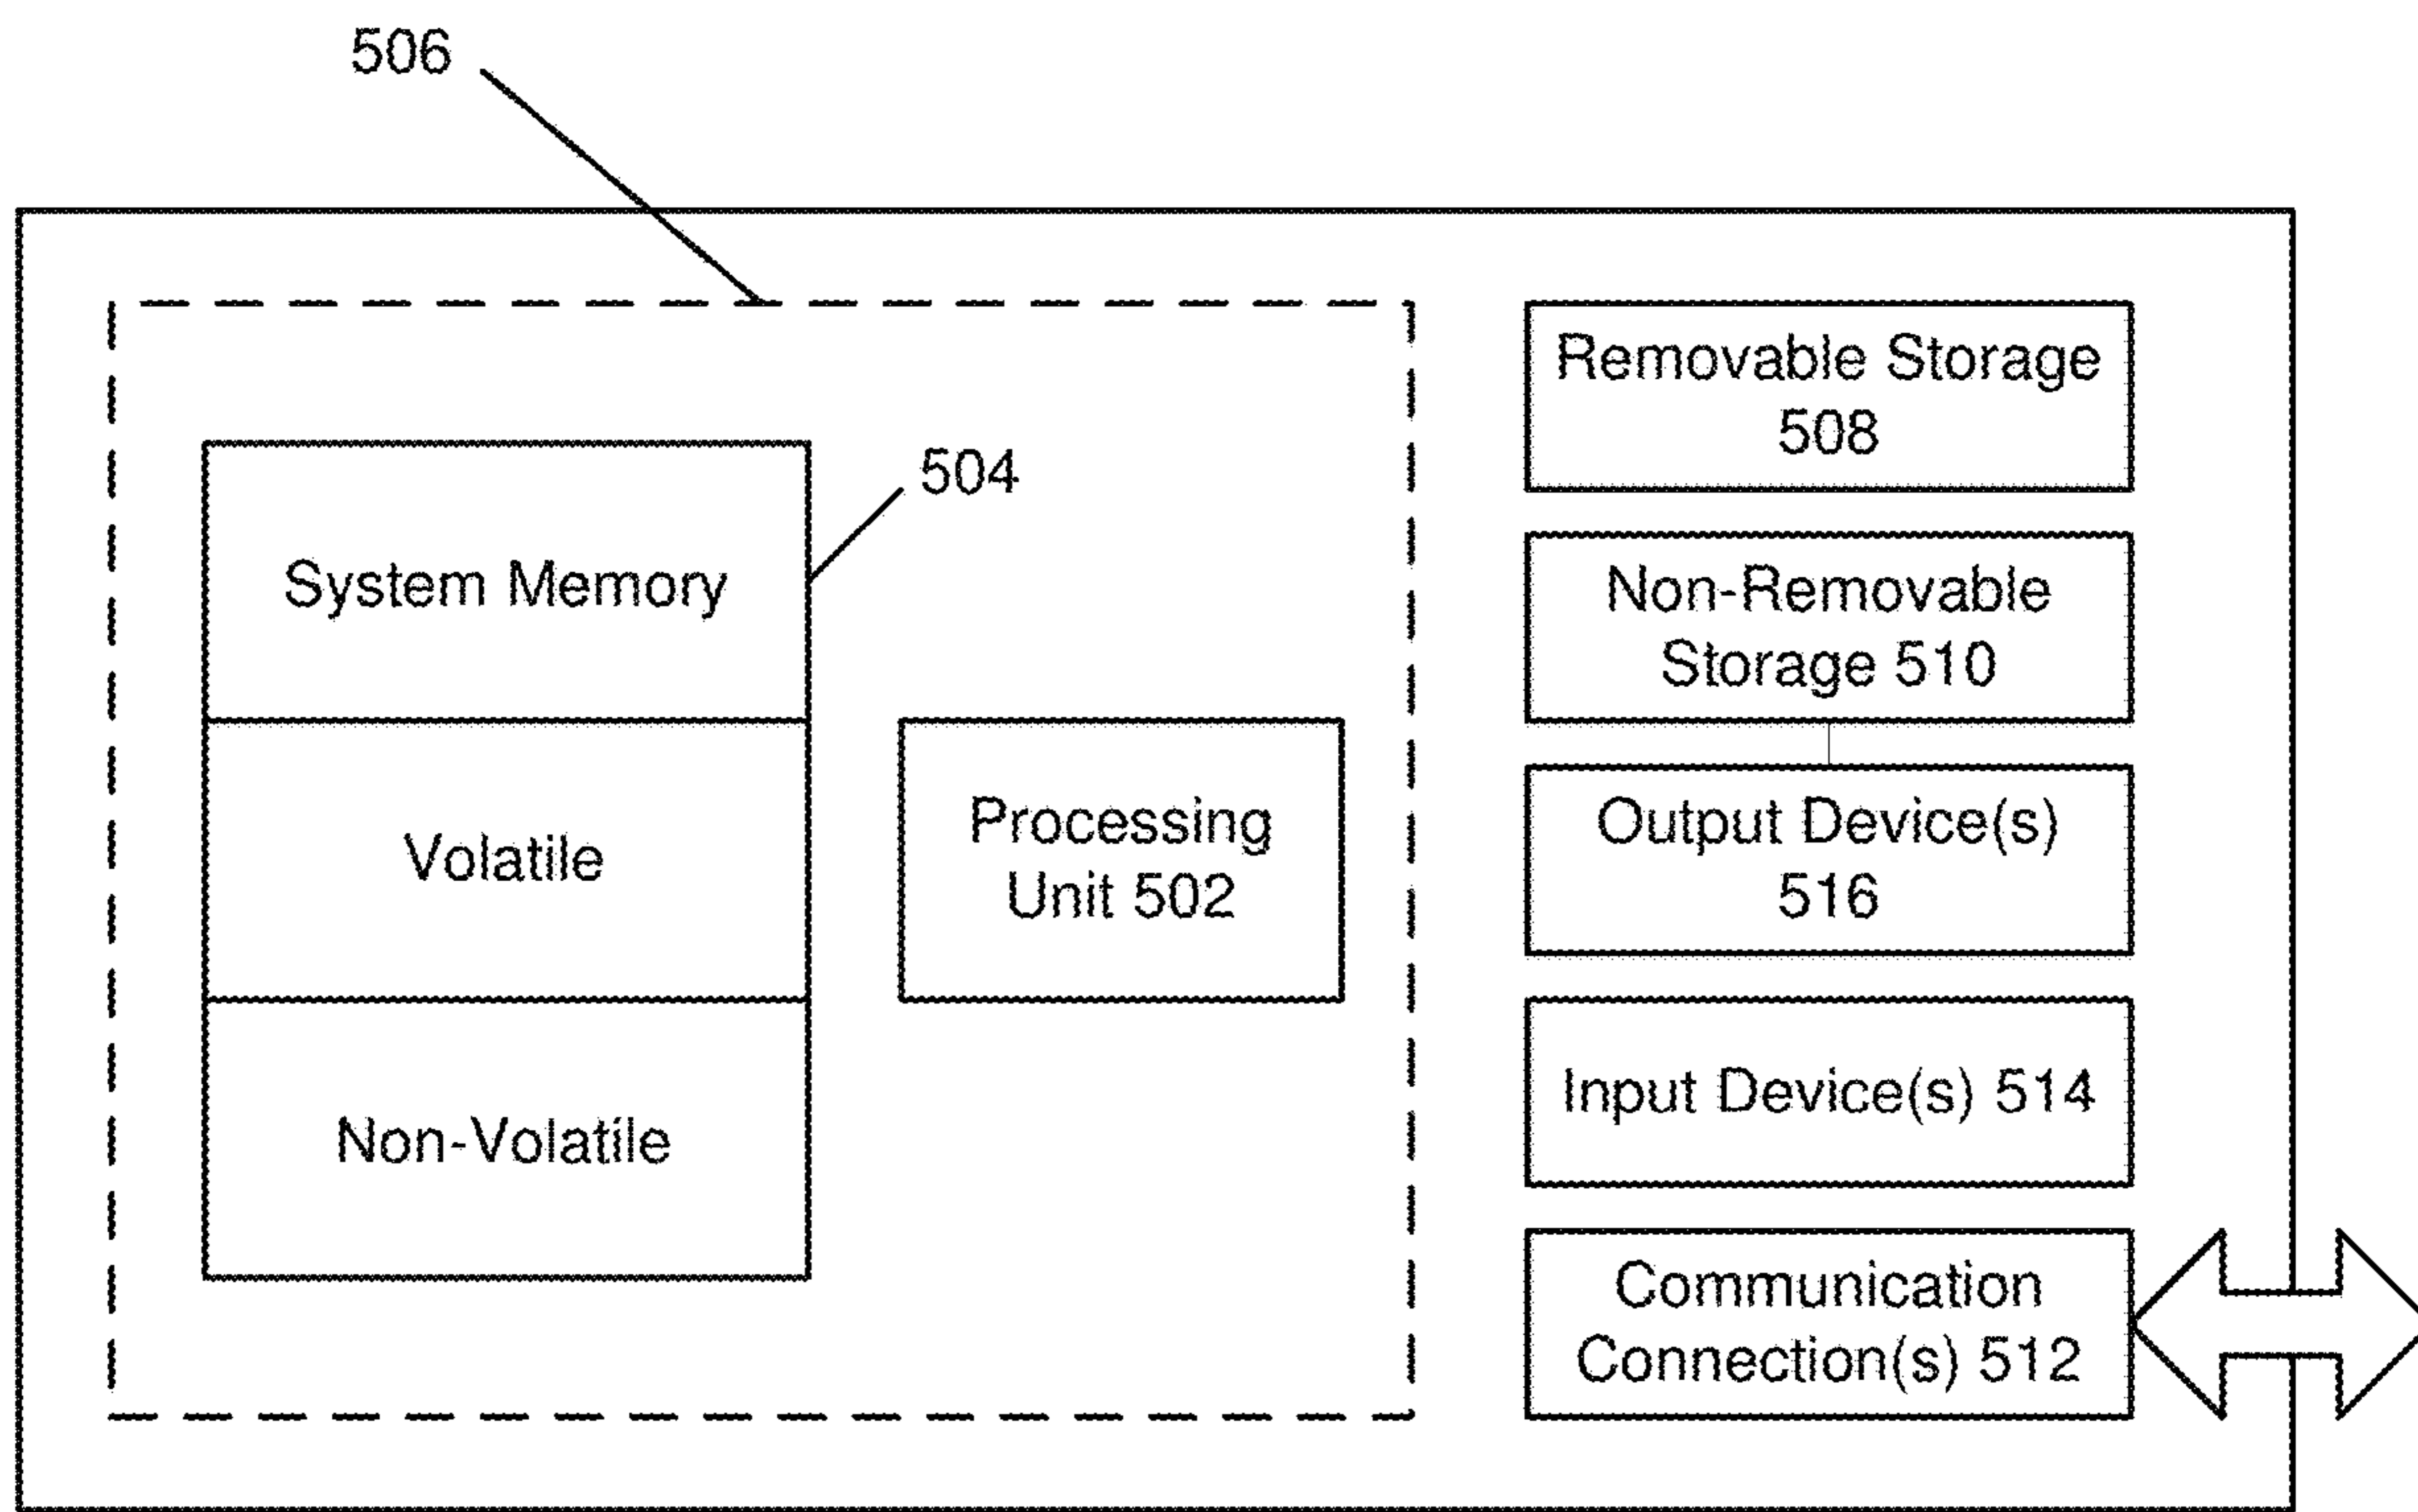 506
504
System Memory
Volatile
Non-Volatile
Processing
Unit 502
Removable Storage
508
Non-Removable
Storage 510
Output Device(s)
516
Input Device(s) 514
Communication
Connection(s) 512